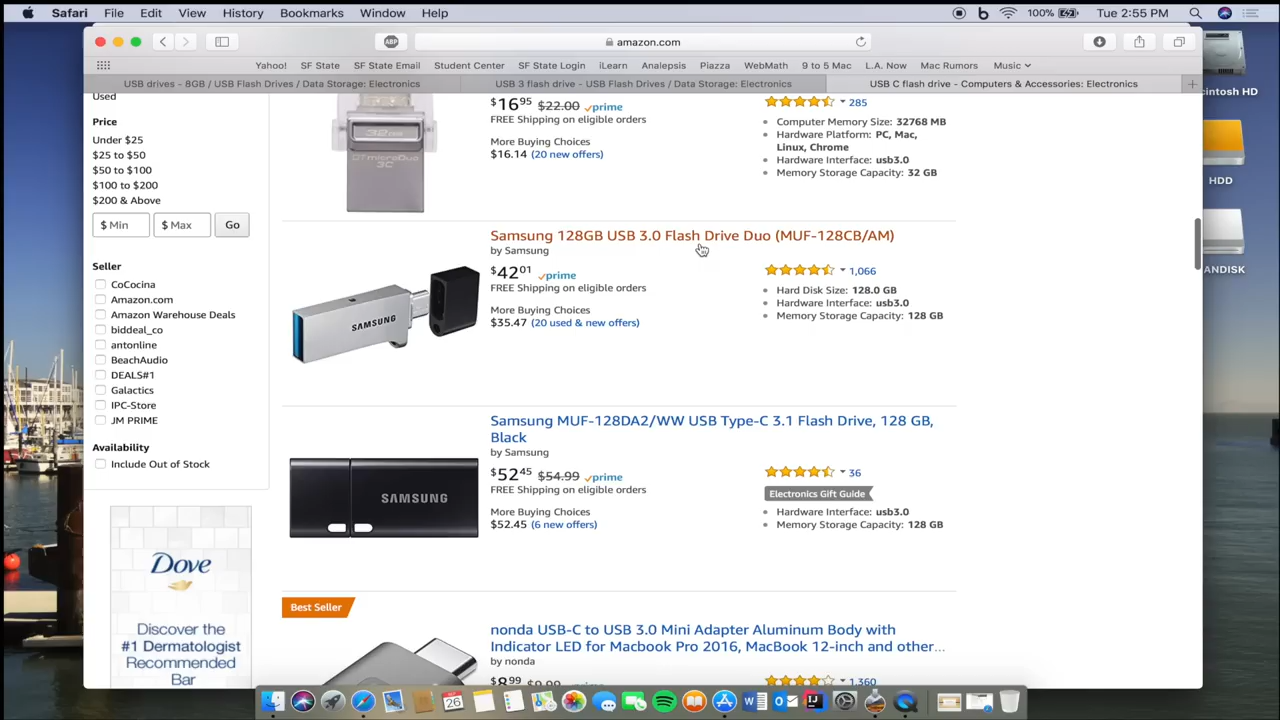 Safari File Edit View History Bookmarks Window Help
100% Tue 2:55 PM
ABP
amazon.com
Yahoo! SF State SF State Email Student Center SF State Login iLearn Analepsis Piazza WebMath 9 to 5 Mac L.A. Now Mac Rumors Music
USB drives - 8GB / USB Flash Drives / Data Storage: Electronics
USB 3 flash drive - USB Flash Drives / Data Storage: Electronics
USB C flash drive - Computers & Accessories: Electronics
cintosh HD
HDD
ANDISK
Used
Price
Under $25
$25 to $50
$50 to $100
$100 to $200
$200 & Above
$ Min $ Max Go
Seller
CoCocina
Amazon.com
Amazon Warehouse Deals
biddeal_co
antonline
BeachAudio
DEALS#1
Galactics
IPC-Store
JM PRIME
Availability
Include Out of Stock
Dove
Discover the
#1 Dermatologist
Recommended
Bar
32GB
DTmicroDuo
3C
$16 95 $22.00 prime
FREE Shipping on eligible orders
More Buying Choices
$16.14 (20 new offers)
285
Computer Memory Size: 32768 MB
Hardware Platform: PC, Mac,
Linux, Chrome
Hardware Interface: usb3.0
Memory Storage Capacity: 32 GB
SAMSUNG
Samsung 128GB USB 3.0 Flash Drive Duo (MUF-128CB/AM)
by Samsung
$42 01 prime
FREE Shipping on eligible orders
More Buying Choices
$35.47 (20 used & new offers)
1,066
Hard Disk Size: 128.0 GB
Hardware Interface: usb3.0
Memory Storage Capacity: 128 GB
SAMSUNG
Samsung MUF-128DA2/WW USB Type-C 3.1 Flash Drive, 128 GB,
Black
by Samsung
$52 45 $54.99 prime
FREE Shipping on eligible orders
More Buying Choices
$52.45 (6 new offers)
36
Electronics Gift Guide
Hardware Interface: usb3.0
Memory Storage Capacity: 128 GB
Best Seller
nonda USB-C to USB 3.0 Mini Adapter Aluminum Body with
Indicator LED for Macbook Pro 2016, MacBook 12-inch and other...
by nonda
1,360
26